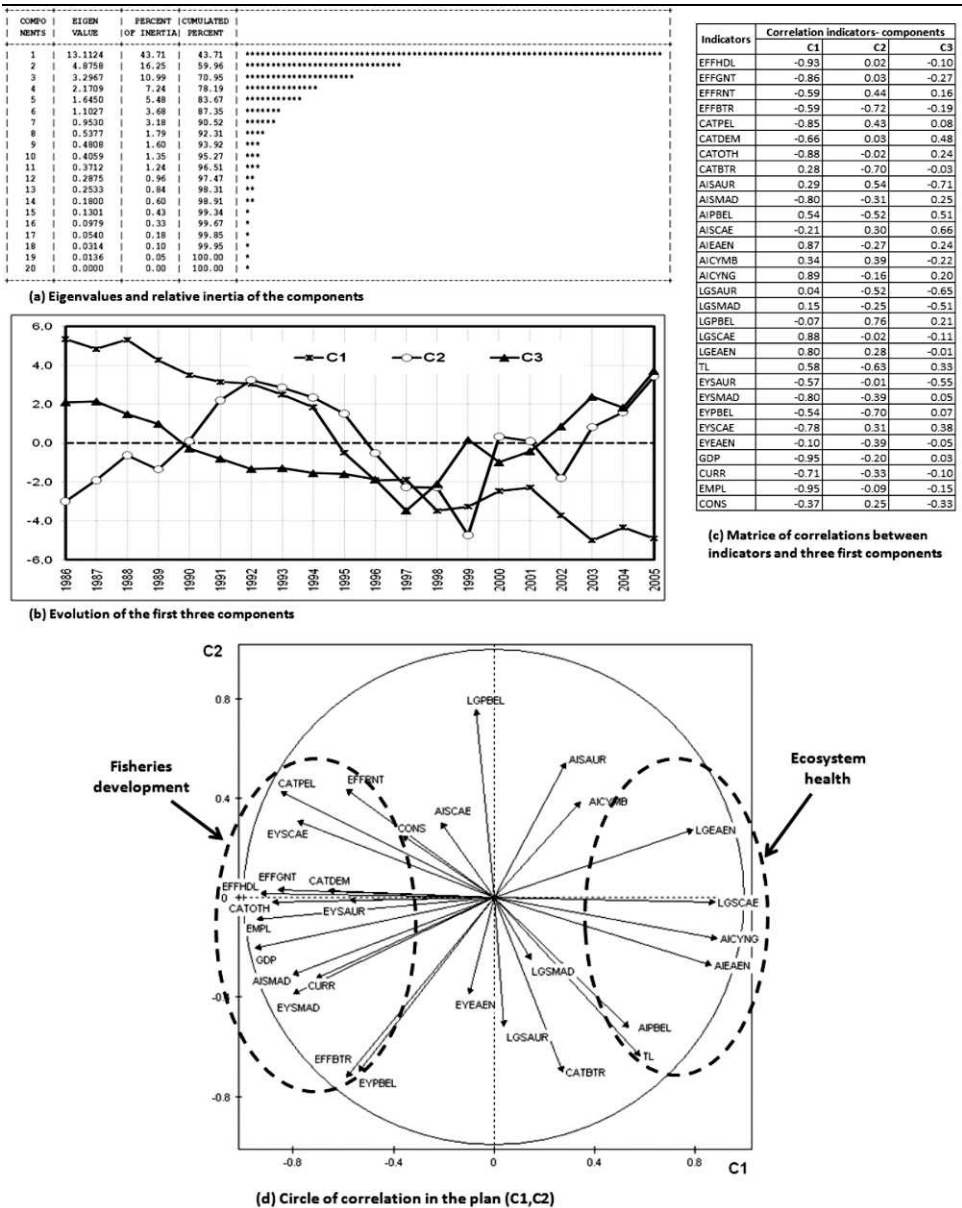 COMPO | EIGEN | PERCENT |CUMULATED |
NENTS | VALUE |OF INERTIA| PERCENT |
1 | 13.1124 | 43.71 | 43.71 |
2 | 4.8758 | 16.25 | 59.96 |
3 | 3.2967 | 10.99 | 70.95 |
4 | 2.1709 | 7.24 | 78.19 |
5 | 1.6450 | 5.48 | 83.67 |
6 | 1.1027 | 3.68 | 87.35 |
7 | 0.9530 | 3.18 | 90.52 |
8 | 0.5377 | 1.79 | 92.31 | ****
9 | 0.4808 | 1.60 | 93.92 | ***
10 | 0.4059 | 1.35 | 95.27 | ***
11 | 0.3712 | 1.24 | 96.51 | ***
12 | 0.2875 | 0.96 | 97.47 | **
13 | 0.2533 | 0.84 | 98.31 | **
14 | 0.1800 | 0.60 | 98.91 | **
15 | 0.1301 | 0.43 | 99.34 | *
16 | 0.0979 | 0.33 | 99.67 | *
17 | 0.0540 | 0.18 | 99.85 | *
18 | 0.0314 | 0.10 | 99.95 | *
19 | 0.0136 | 0.05 | 100.00 | *
20 | 0.0000 | 0.00 | 100.00 | *
(a) Eigenvalues and relative inertia of the components
Indicators Correlation indicators- components
C1 C2 C3
EFFHDL -0.93 0.02 -0.10
EFFGNT -0.86 0.03 -0.27
EFFRNT -0.59 0.44 0.16
EFFBTR -0.59 -0.72 -0.19
CATPEL -0.85 0.43 0.08
CATDEM -0.66 0.03 0.48
CATOTH -0.88 -0.02 0.24
CATBTR 0.28 -0.70 -0.03
AISAUR 0.29 0.54 -0.71
AISMAD -0.80 -0.31 0.25
AIPBEL 0.54 -0.52 0.51
AISCAE -0.21 0.30 0.66
AIEAEN 0.87 -0.27 0.24
AICYMB 0.34 0.39 -0.22
AICYNG 0.89 -0.16 0.20
LGSAUR 0.04 -0.52 -0.65
LGSMAD 0.15 -0.25 -0.51
LGPBEL -0.07 0.76 0.21
LGSCAE 0.88 -0.02 -0.11
LGEAEN 0.80 0.28 -0.01
TL 0.58 -0.63 0.33
EYSAUR -0.57 -0.01 -0.55
EYSMAD -0.80 -0.39 0.05
EYPBEL -0.54 -0.70 0.07
EYSCAE -0.78 0.31 0.38
EYEAEN -0.10 -0.39 -0.05
GDP -0.95 -0.20 0.03
CURR -0.71 -0.33 -0.10
EMPL -0.95 -0.09 -0.15
CONS -0.37 0.25 -0.33
(c) Matrice of correlations between
indicators and three first components
6.0
4.0
2.0
0.0
-2.0
-4.0
-6.0
C1 C2 C3
1986 1987 1988 1989 1990 1991 1992 1993 1994 1995 1996 1997 1998 1999 2000 2001 2002 2003 2004 2005
(b) Evolution of the first three components
C2
0.8
LGPBEL
Fisheries
development
Ecosystem
health
AISAUR
CATPEL EFFRNT
0.4
AICYMB
AISCAE
EYSCAE CONS
LGEAEN
EFFGNT CATDEM
EFFHDL
0
LGSCAE
CATOTH EYSAUR
EMPL
AICYNG
GDP
AIEAEN
AISMAD CURR
LGSMAD
EYSMAD
EYEAEN
AIPBEL
LGSAUR
EFFBTR
TL
EYPBEL
CATBTR
-0.8
-0.8 -0.4 0 0.4 0.8
C1
(d) Circle of correlation in the plan (C1,C2)